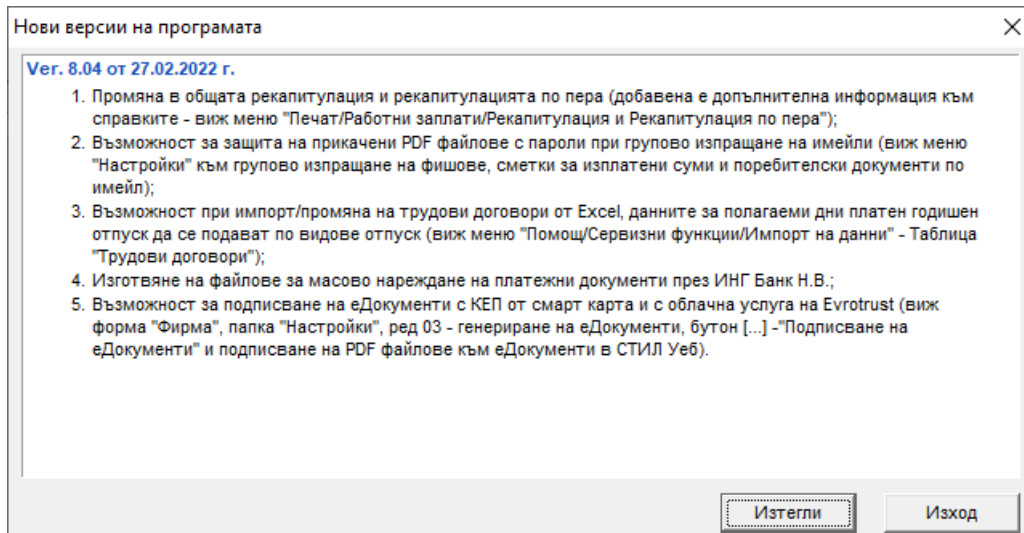 Нови версии на програмата
Ver. 8.04 от 27.02.2022 г.
1. Промяна в общата рекапитулация и рекапитулацията по пера (добавена е допълнителна информация към
справките - виж меню "Печат/Работни заплати/Рекапитулация и Рекапитулация по пера");
2. Възможност за защита на прикачени PDF файлове с пароли при групово изпращане на имейли (виж меню
"Настройки" към групово изпращане на фишове, сметки за изплатени суми и поребителски документи по
имейл);
3. Възможност при импорт/промяна на трудови договори от Excel, данните за полагаеми дни платен годишен
отпуск да се подават по видове отпуск (виж меню "Помощ/Сервизни функции/Импорт на данни" - Таблица
"Трудови договори");
4. Изготвяне на файлове за масово нареждане на платежни документи през ИНГ Банк Н.В.;
5. Възможност за подписване на еДокументи с КЕП от смарт карта и с облачна услуга на Evrotrust (виж
форма "Фирма", папка "Настройки", ред 03 - генериране на еДокументи, бутон [...] -"Подписване на
еДокументи" и подписване на PDF файлове към еДокументи в СТИЛ Уеб).
Изтегли
Изход